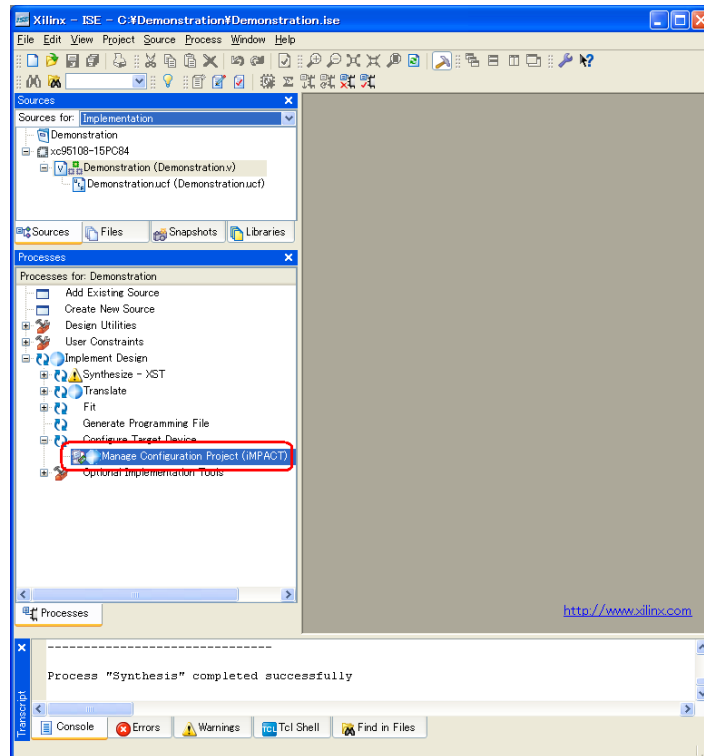 Xilinx - ISE - C:¥Demonstration¥Demonstration.ise
File Edit View Project Source Process Window Help
Sources
Sources for: Implementation
Demonstration
xc95108-15PC84
Demonstration (Demonstration.v)
Demonstration.ucf (Demonstration.ucf)
Sources Files Snapshots Libraries
Processes
Processes for: Demonstration
Add Existing Source
Create New Source
Design Utilities
User Constraints
Implement Design
Synthesize - XST
Translate
Fit
Generate Programming File
Configure Target Device
Manage Configuration Project (iMPACT)
Optional Implementation Tools
Processes
http://www.xilinx.com
------------------------------
Process "Synthesis" completed successfully
Transcript
Console Errors Warnings TCL Tcl Shell Find in Files